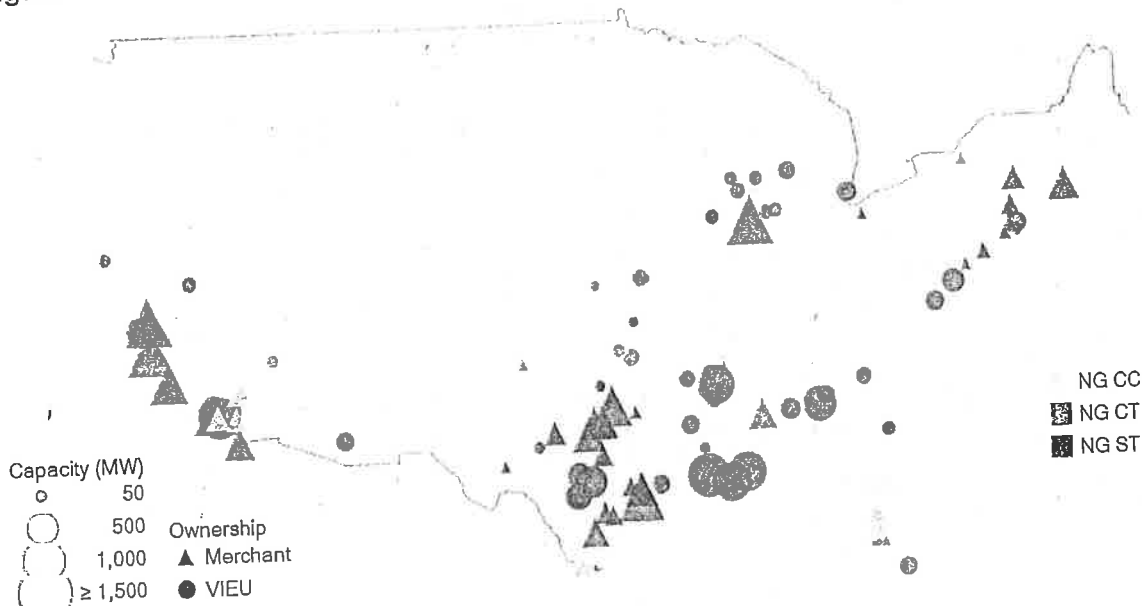 NG CC
NG CT
NG ST
Capacity (MW)
50
500
1,000
≥ 1,500
Ownership
Merchant
VIEU